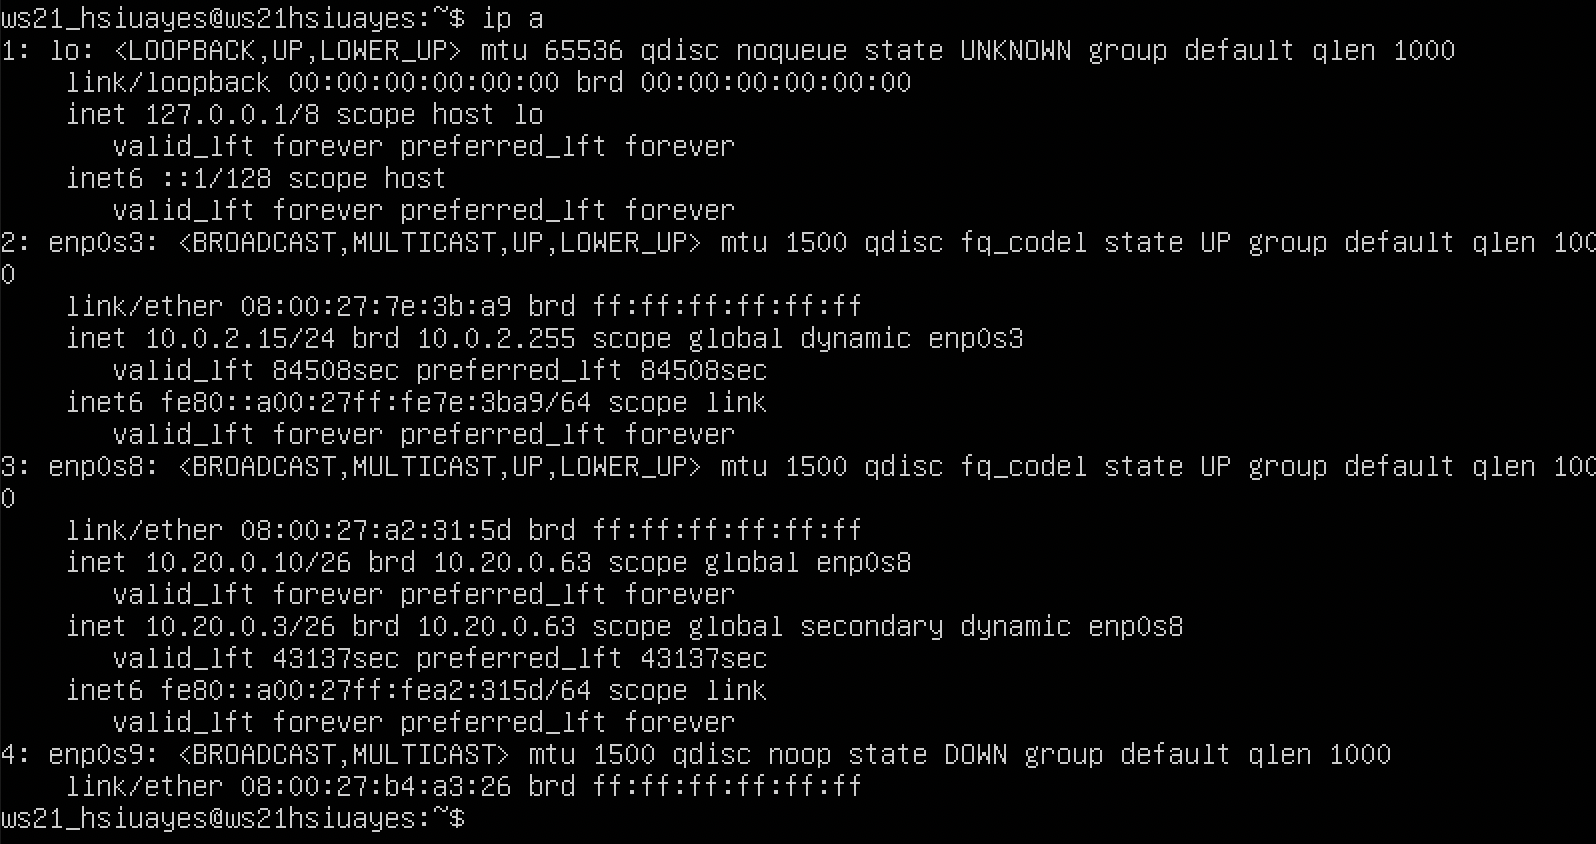 ws21_hsiuayes@ws21hsiuayes:~$ ip a
1: lo: <LOOPBACK,UP,LOWER_UP> mtu 65536 qdisc noqueue state UNKNOWN group default qlen 1000
    link/loopback 00:00:00:00:00:00 brd 00:00:00:00:00:00
    inet 127.0.0.1/8 scope host lo
       valid_lft forever preferred_lft forever
    inet6 ::1/128 scope host
       valid_lft forever preferred_lft forever
2: enp0s3: <BROADCAST,MULTICAST,UP,LOWER_UP> mtu 1500 qdisc fq_codel state UP group default qlen 100
0
    link/ether 08:00:27:7e:3b:a9 brd ff:ff:ff:ff:ff:ff
    inet 10.0.2.15/24 brd 10.0.2.255 scope global dynamic enp0s3
       valid_lft 84508sec preferred_lft 84508sec
    inet6 fe80::a00:27ff:fe7e:3ba9/64 scope link
       valid_lft forever preferred_lft forever
3: enp0s8: <BROADCAST,MULTICAST,UP,LOWER_UP> mtu 1500 qdisc fq_codel state UP group default qlen 100
0
    link/ether 08:00:27:a2:31:5d brd ff:ff:ff:ff:ff:ff
    inet 10.20.0.10/26 brd 10.20.0.63 scope global enp0s8
       valid_lft forever preferred_lft forever
    inet 10.20.0.3/26 brd 10.20.0.63 scope global secondary dynamic enp0s8
       valid_lft 43137sec preferred_lft 43137sec
    inet6 fe80::a00:27ff:fea2:315d/64 scope link
       valid_lft forever preferred_lft forever
4: enp0s9: <BROADCAST,MULTICAST> mtu 1500 qdisc noop state DOWN group default qlen 1000
    link/ether 08:00:27:b4:a3:26 brd ff:ff:ff:ff:ff:ff
ws21_hsiuayes@ws21hsiuayes:~$